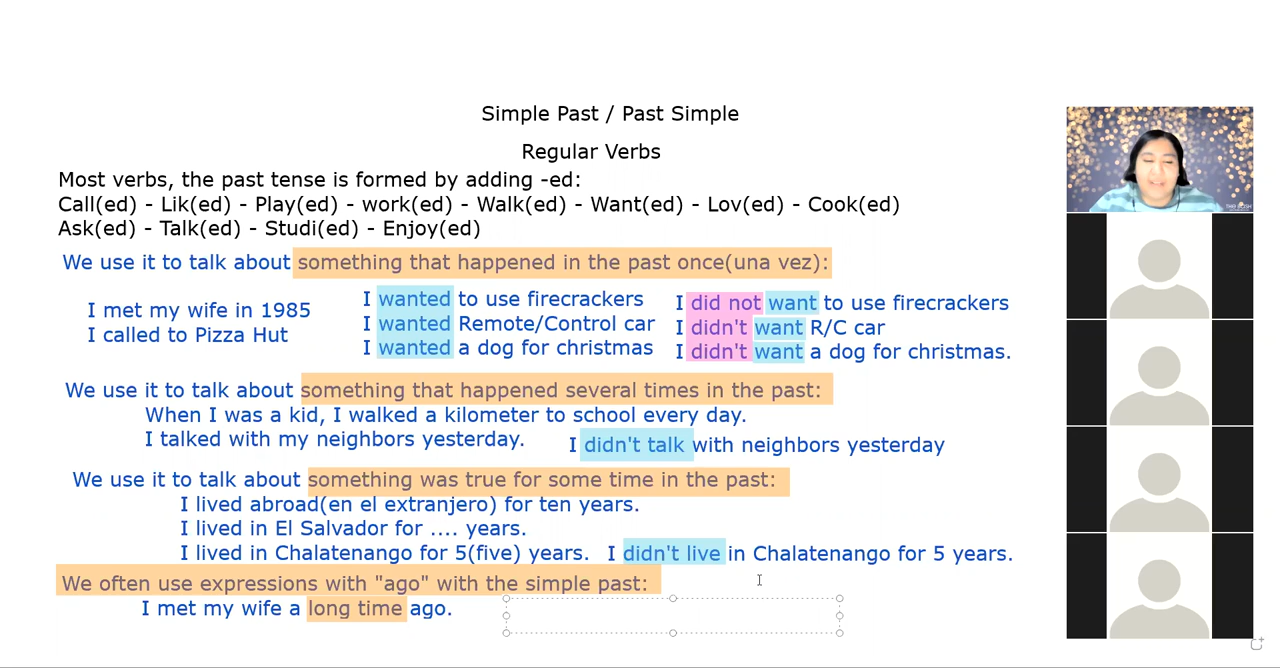 Simple Past / Past Simple
Regular Verbs
Most verbs, the past tense is formed by adding -ed:
Call(ed) - Lik(ed) - Play(ed) - work(ed) - Walk(ed) - Want(ed) - Lov(ed) - Cook(ed)
Ask(ed) - Talk(ed) - Studi(ed) - Enjoy(ed)
We use it to talk about something that happened in the past once(una vez):
I met my wife in 1985
I called to Pizza Hut
I wanted to use firecrackers
I wanted Remote/Control car
I wanted a dog for christmas
I did not want to use firecrackers
I didn't want R/C car
I didn't want a dog for christmas.
We use it to talk about something that happened several times in the past:
When I was a kid, I walked a kilometer to school every day.
I talked with my neighbors yesterday.
I didn't talk with neighbors yesterday
We use it to talk about something was true for some time in the past:
I lived abroad(en el extranjero) for ten years.
I lived in El Salvador for .... years.
I lived in Chalatenango for 5(five) years.
I didn't live in Chalatenango for 5 years.
We often use expressions with "ago" with the simple past:
I met my wife a long time ago.